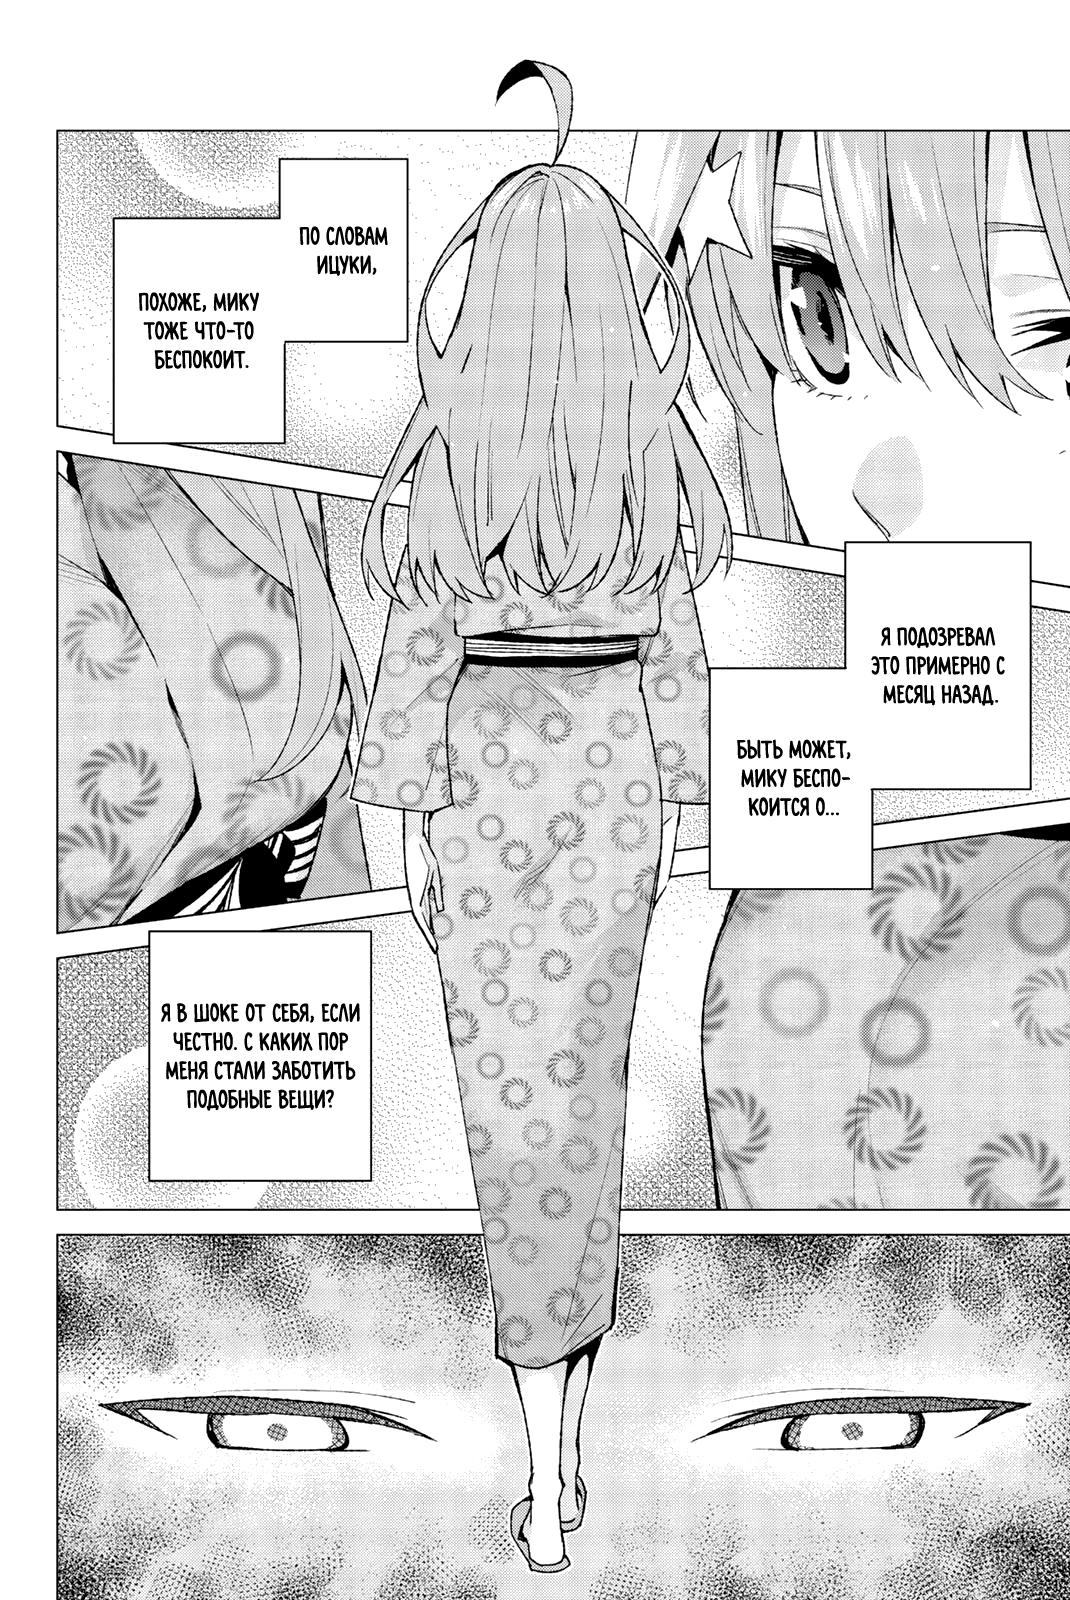 ПО СЛОВАМ
ИЦУКИ,
ПОХОЖЕ, МИКУ
ТОЖЕ ЧТО-ТО
БЕСПОКОИТ.
Я ПОДОЗРЕВАЛ
ЭТО ПРИМЕРНО С
МЕСЯЦ НАЗАД.
БЫТЬ МОЖЕТ,
МИКУ БЕСПО-
КОИТСЯ О...
Я В ШОКЕ ОТ СЕБЯ, ЕСЛИ
ЧЕСТНО. С КАКИХ ПОР
МЕНЯ СТАЛИ ЗАБОТИТЬ
ПОДОБНЫЕ ВЕЩИ?